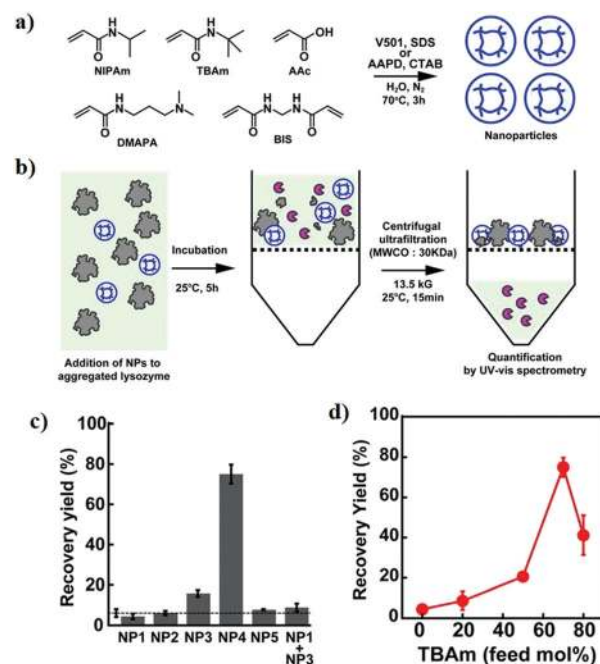 a)
NIPAm
TBAm
AAc
DMAPA
BIS
V501, SDS
or
AAPD, CTAB
H₂O, N₂
70°C, 3h
Nanoparticles
b)
Addition of NPs to
aggregated lysozyme
Incubation
25°C, 5h
Centrifugal
ultrafiltration
(MWCO : 30KDa)
13.5 kG
25°C, 15min
Quantification
by UV-vis spectrometry
c)
Recovery yield (%)
100
80
60
40
20
0
NP1 NP2 NP3 NP4 NP5 NP1
+
NP3
d)
Recovery Yield (%)
100
80
60
40
20
0
0 20 40 60 80
TBAm (feed mol%)